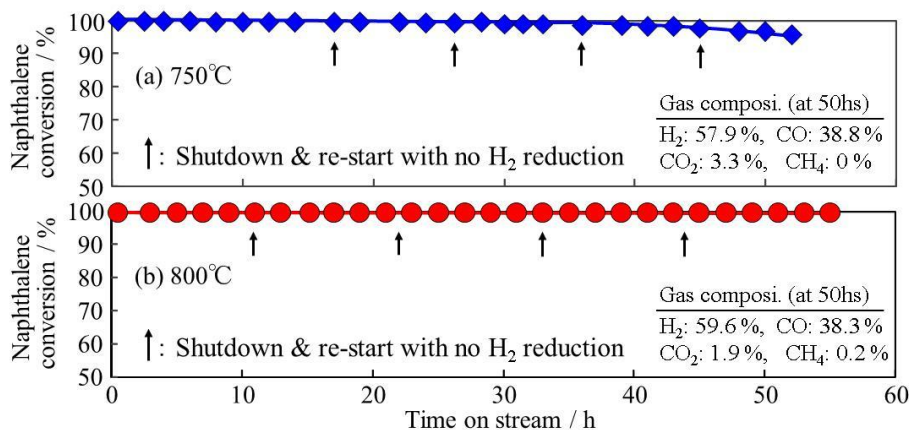 100
90
80
70
60
50
Naphthalene
conversion / %
(a) 750℃
↑: Shutdown & re-start with no H₂ reduction
Gas composi. (at 50hs)
H₂: 57.9 %, CO: 38.8 %
CO₂: 3.3 %, CH₄: 0 %
100
90
80
70
60
50
Naphthalene
conversion / %
(b) 800℃
↑: Shutdown & re-start with no H₂ reduction
Gas composi. (at 50hs)
H₂: 59.6 %, CO: 38.3 %
CO₂: 1.9 %, CH₄: 0.2 %
0 10 20 30 40 50 60
Time on stream / h